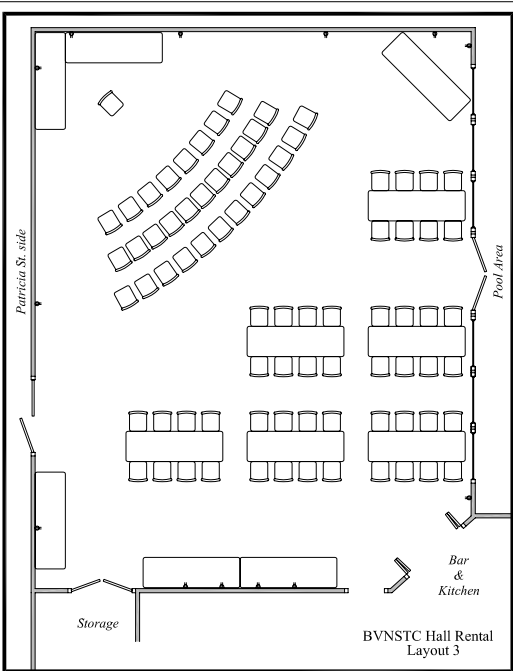 Patricia St. side
Pool Area
Bar
&
Kitchen
Storage
BVNSTC Hall Rental
Layout 3